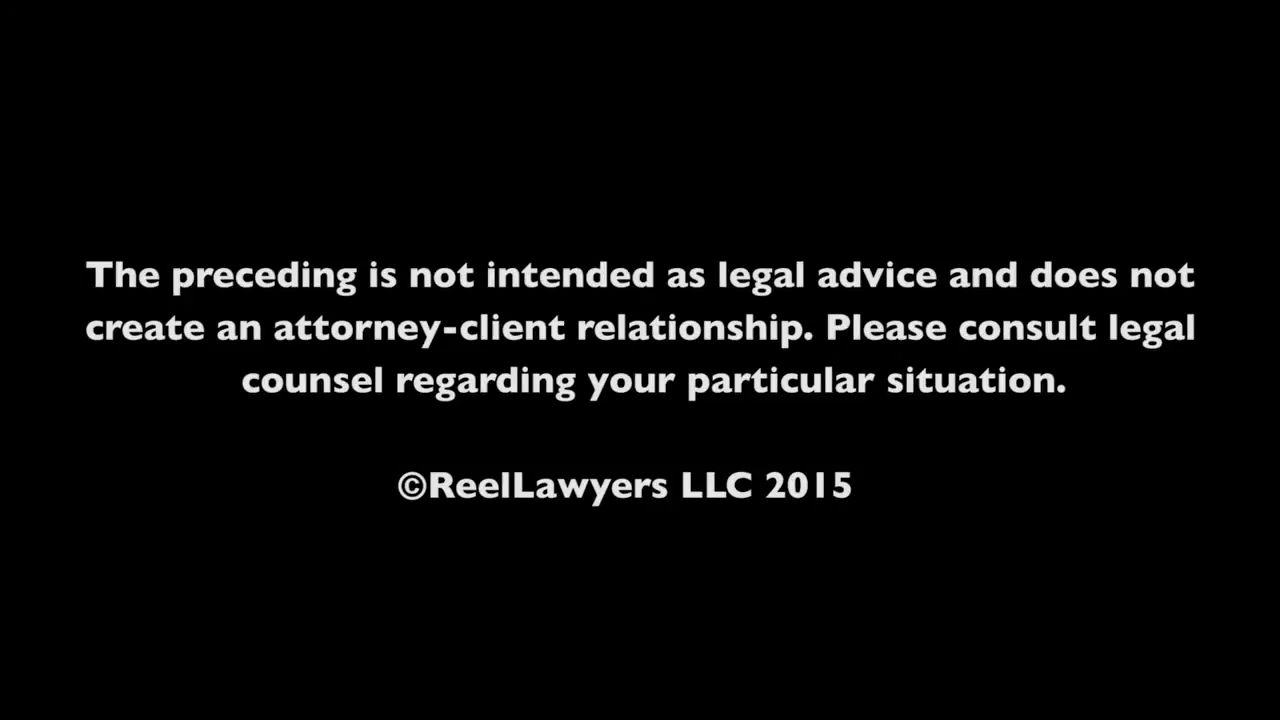 The preceding is not intended as legal advice and does not
create an attorney-client relationship. Please consult legal
counsel regarding your particular situation.
©ReelLawyers LLC 2015